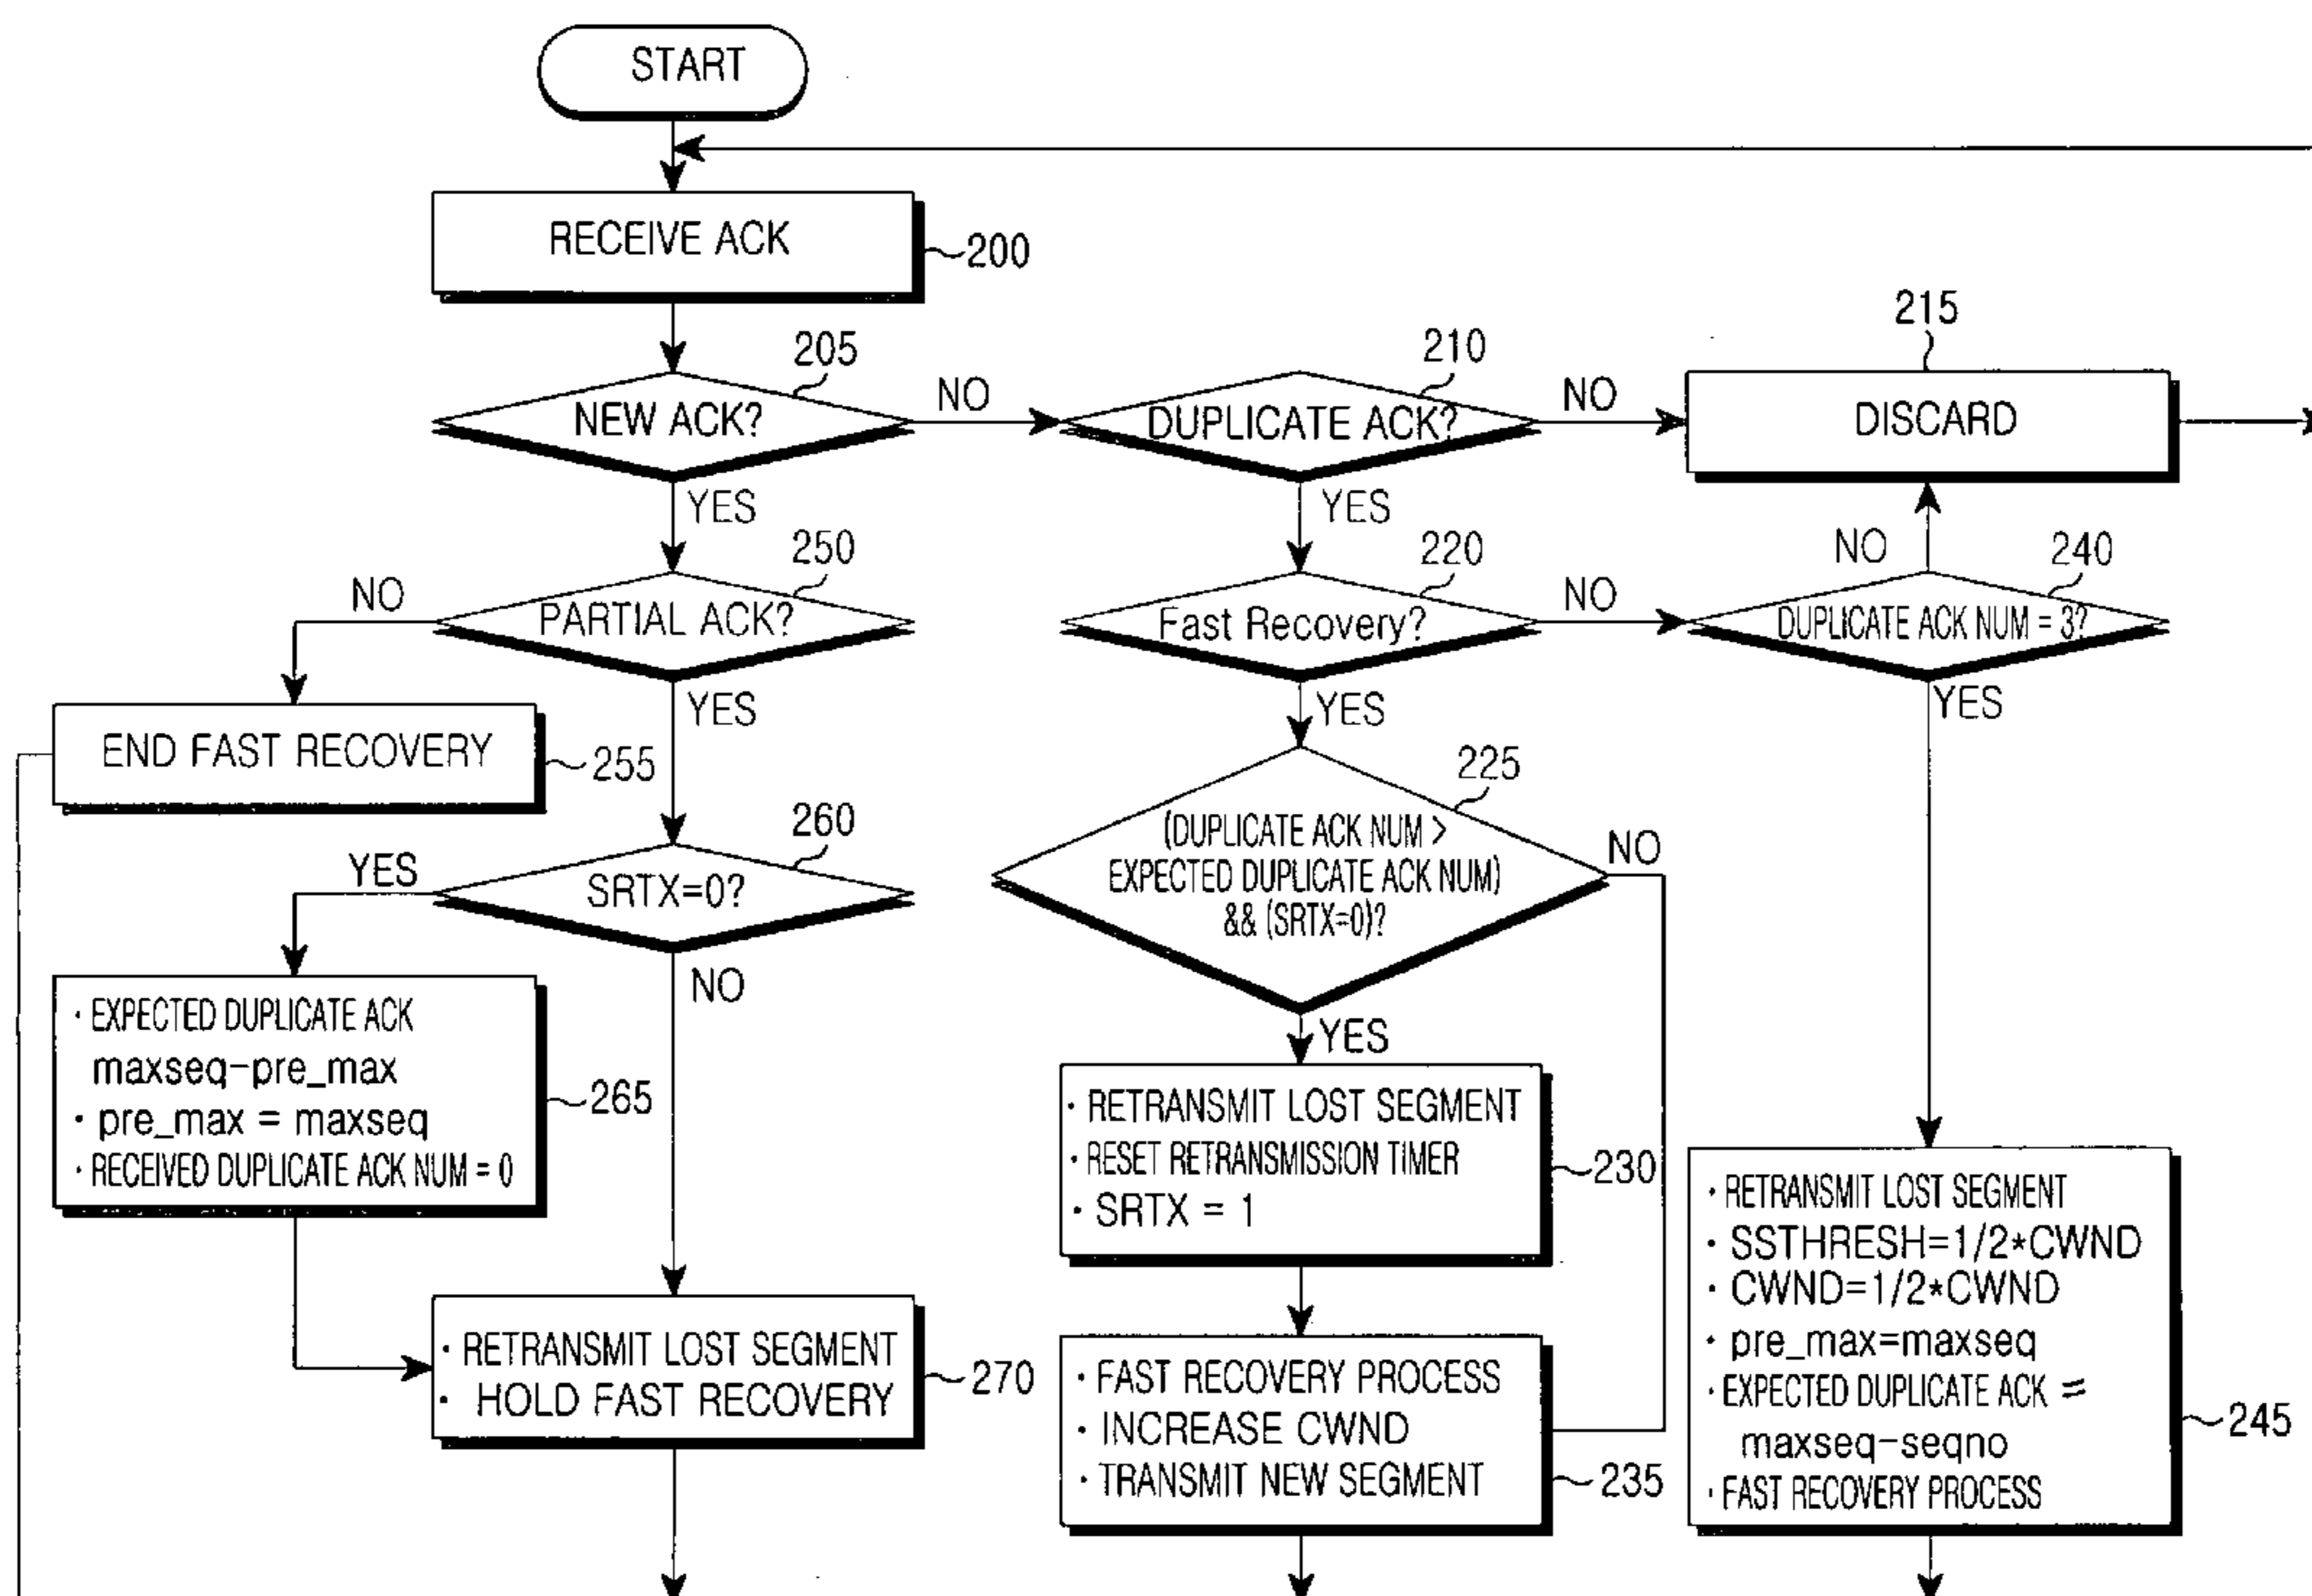 START
RECEIVE ACK
200
215
205
210
NEW ACK?
NO
DUPLICATE ACK?
NO
DISCARD
YES
YES
250
220
NO
240
NO
PARTIAL ACK?
Fast Recovery?
NO
DUPLICATE ACK NUM = 3?
YES
YES
YES
END FAST RECOVERY
255
225
260
(DUPLICATE ACK NUM >
EXPECTED DUPLICATE ACK NUM)
&& (SRTX=0)?
NO
YES
SRTX=0?
NO
YES
· EXPECTED DUPLICATE ACK
maxseq-pre_max
· pre_max = maxseq
· RECEIVED DUPLICATE ACK NUM = 0
265
· RETRANSMIT LOST SEGMENT
· RESET RETRANSMISSION TIMER
· SRTX = 1
230
· RETRANSMIT LOST SEGMENT
· SSTHRESH=1/2*CWND
· CWND=1/2*CWND
· pre_max=maxseq
· EXPECTED DUPLICATE ACK =
maxseq-seqno
· FAST RECOVERY PROCESS
245
· RETRANSMIT LOST SEGMENT
· HOLD FAST RECOVERY
270
· FAST RECOVERY PROCESS
· INCREASE CWND
· TRANSMIT NEW SEGMENT
235